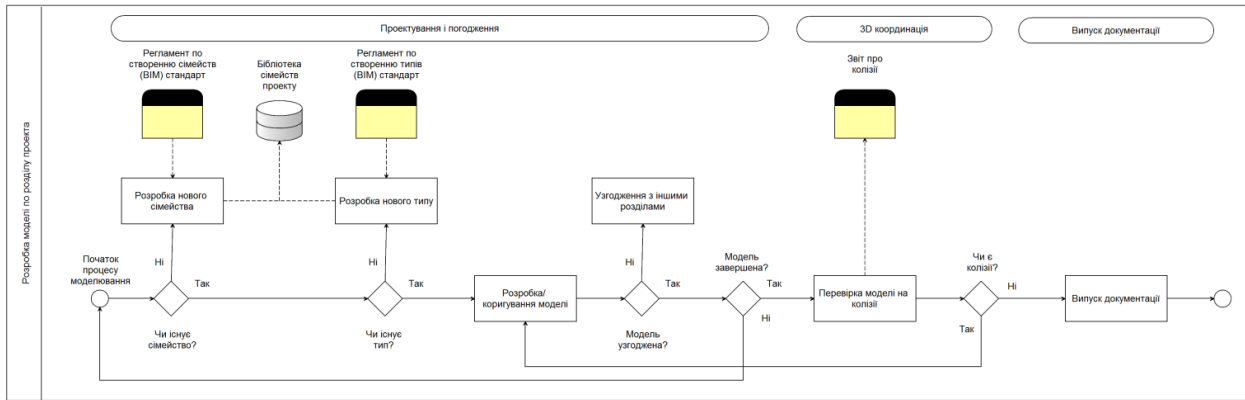 Розробка моделі по розділу проекта
Проектування і погодження
3D координація
Випуск документації
Регламент по
створенню сімейств
(BIM) стандарт
Бібліотека
сімейств
проекту
Регламент по
створенню типів
(BIM) стандарт
Звіт про
колізії
Розробка нового
сімейства
Розробка нового типу
Узгодження з іншими
розділами
Початок
процесу
моделювання
Ні
Так
Чи існує
сімейство?
Ні
Так
Чи існує
тип?
Розробка/
коригування моделі
Ні
Так
Модель
узгоджена?
Модель
завершена?
Так
Ні
Перевірка моделі на
колізії
Чи є
колізії?
Ні
Так
Випуск документації